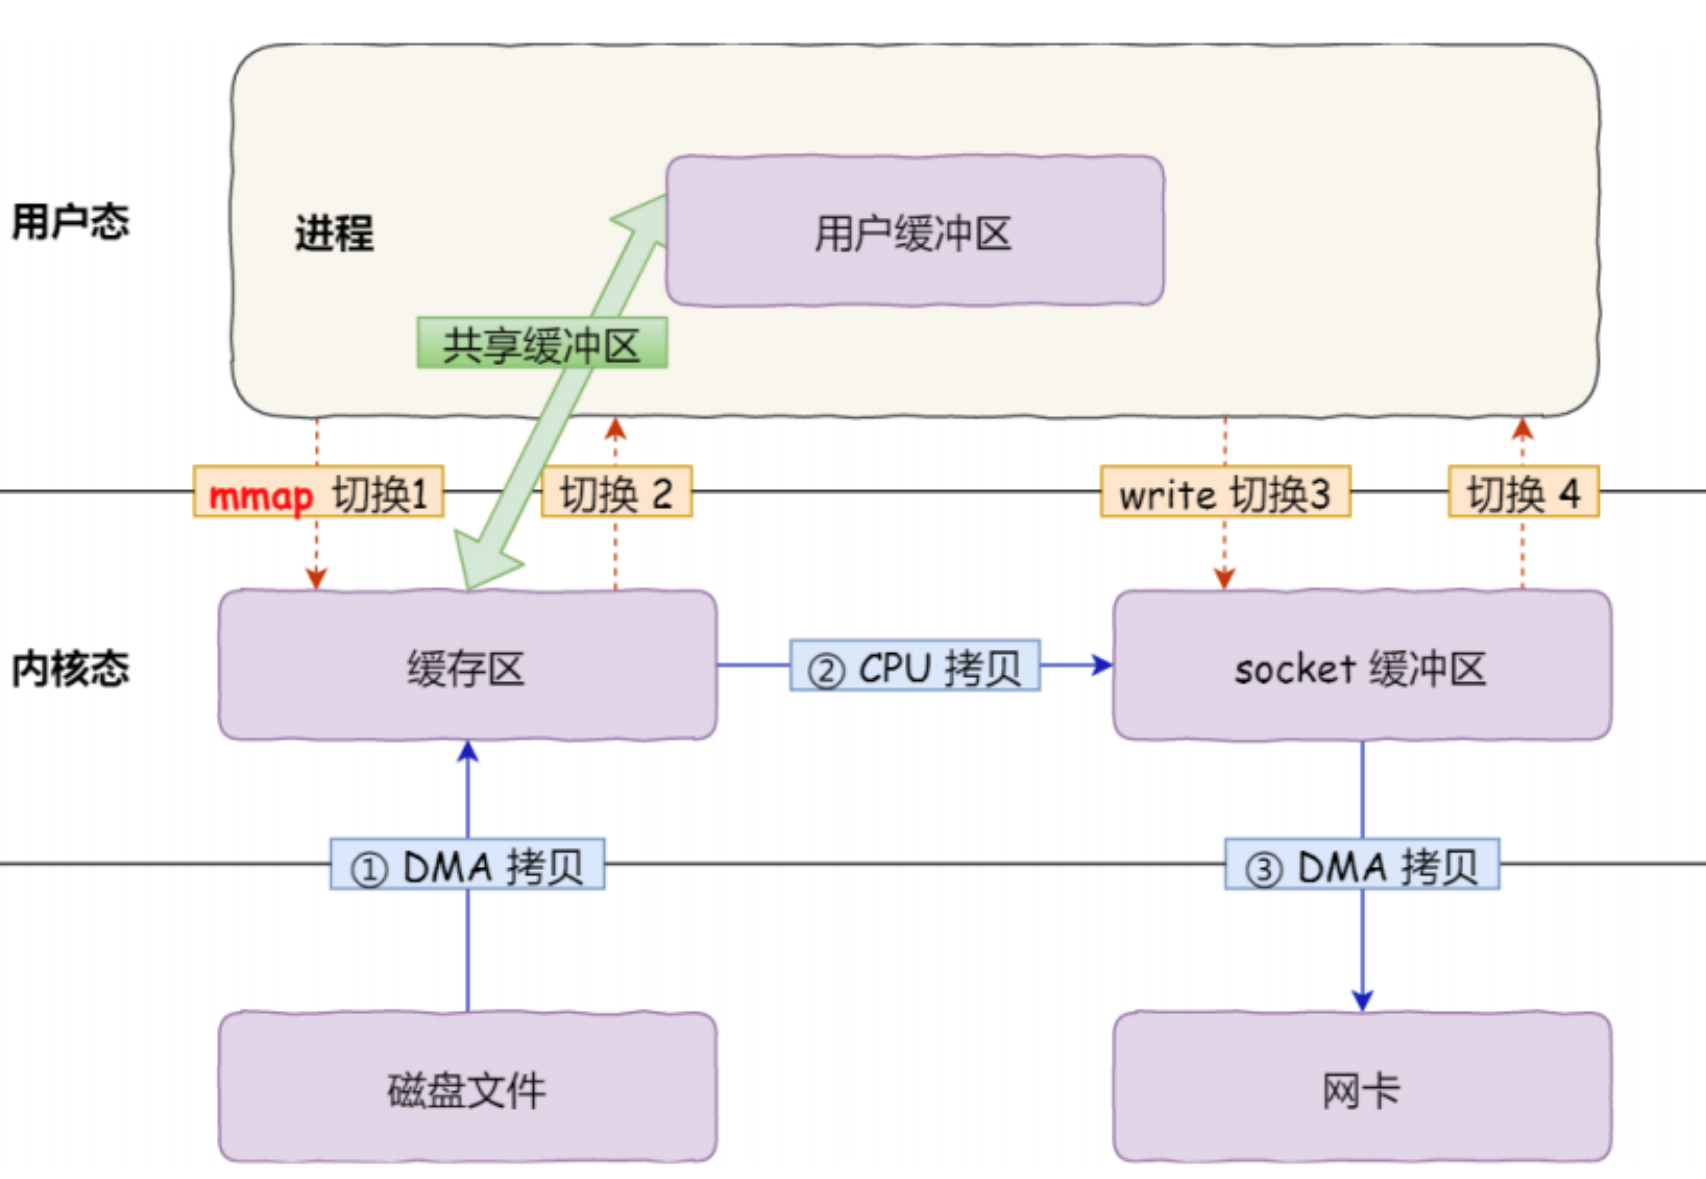 用户态
进程
用户缓冲区
共享缓冲区
mmap 切换1
切换 2
write 切换3
切换 4
内核态
缓存区
② CPU 拷贝
socket 缓冲区
① DMA 拷贝
③ DMA 拷贝
磁盘文件
网卡